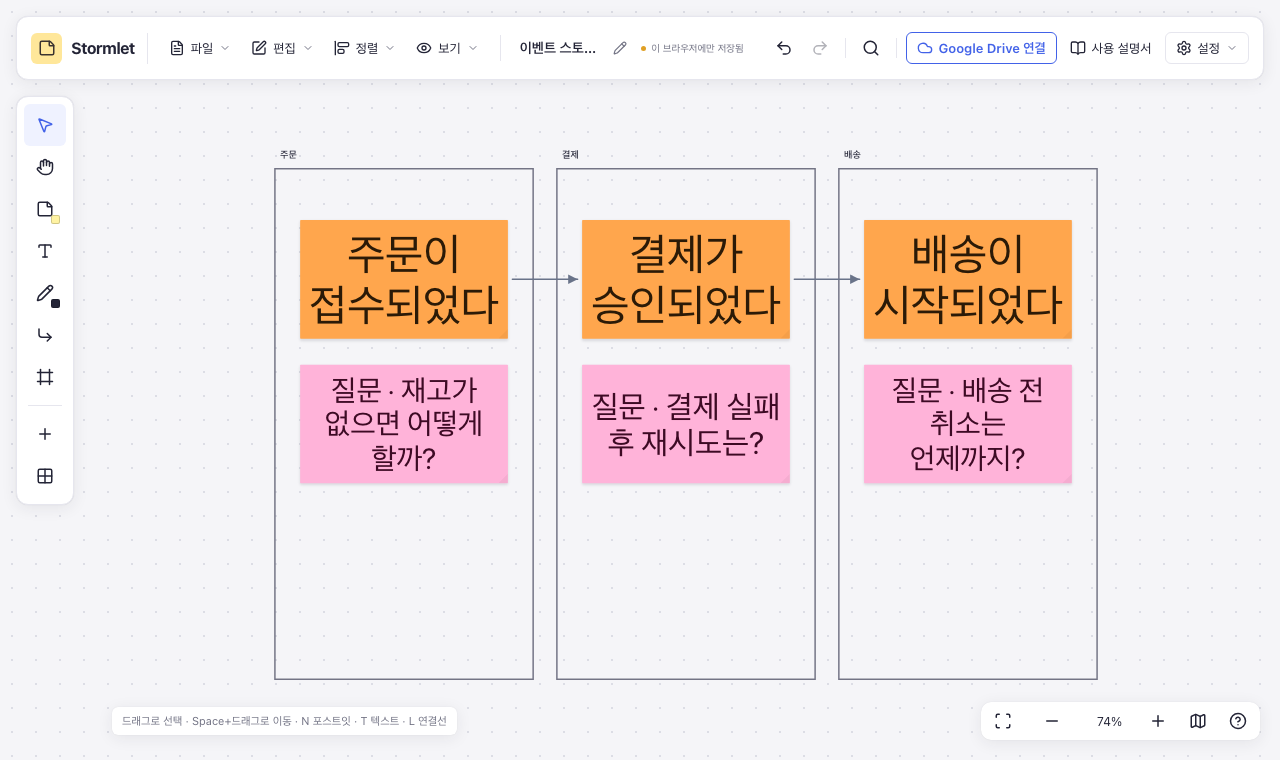 Stormlet
파일
편집
정렬
보기
이벤트 스토...
이 브라우저에만 저장됨
Google Drive 연결
사용 설명서
설정
주문
결제
배송
주문이
접수되었다
결제가
승인되었다
배송이
시작되었다
질문 · 재고가
없으면 어떻게
할까?
질문 · 결제 실패
후 재시도는?
질문 · 배송 전
취소는
언제까지?
드래그로 선택 · Space+드래그로 이동 · N 포스트잇 · T 텍스트 · L 연결선
74%